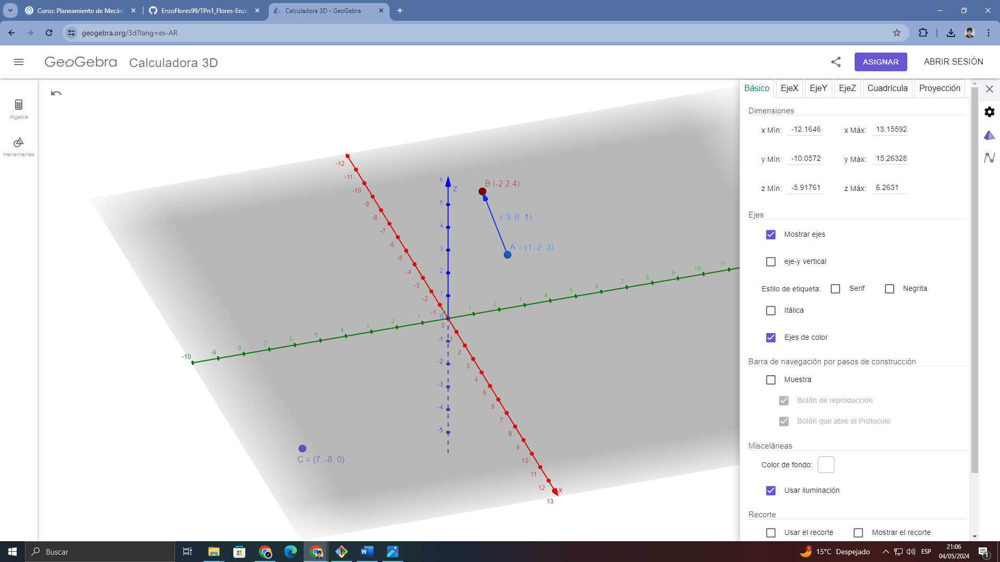 Curso: Planeamiento de Mecáni
EnzoFlores99/TPn1_Flores-Enzo
Calculadora 3D - GeoGebra
geogebra.org/3d?lang=es-AR
GeoGebra
Calculadora 3D
ASIGNAR
ABRIR SESIÓN
Álgebra
Herramientas
-12
-11
-10
-9
-8
-7
-6
-5
-4
-3
-2
-1
0
1
2
3
4
5
6
7
8
9
10
11
12
13
X
6
Z
5
4
3
2
1
0
-1
-2
-3
-4
-5
-10
-9
-8
-7
-6
-5
-4
-3
-2
-1
1
2
3
4
5
6
7
8
9
10
11
B (-2,2,4)
(-3, 0, 1)
A = (1, 2, 3)
C = (7, -8, 0)
Básico
EjeX
EjeY
EjeZ
Cuadrícula
Proyección
Dimensiones
x Mín: -12.1646 x Máx: 13.15592
y Mín: -10.0572 y Máx: 15.26328
z Mín: -5.91761 z Máx: 6.2631
Ejes
Mostrar ejes
eje-y vertical
Estilo de etiqueta: Serif Negrita
Itálica
Ejes de color
Barra de navegación por pasos de construcción
Muestra
Botón de reproducción
Botón que abre el Protocolo
Misceláneas
Color de fondo:
Usar iluminación
Recorte
Usar el recorte Mostrar el recorte
Buscar
1
15°C Despejado
ESP
21:06
04/05/2024
1